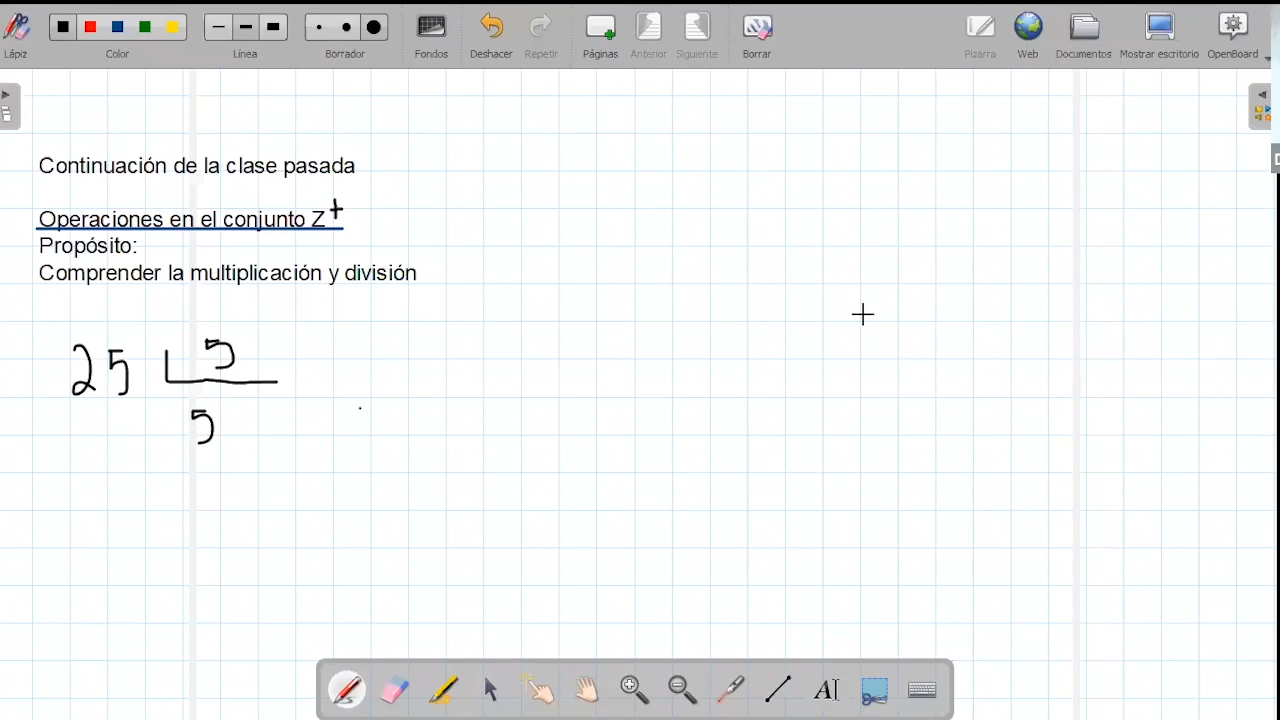 Lápiz Color Línea Borrador Fondos Deshacer Repetir Páginas Anterior Siguiente Borrar Pizarra Web Documentos Mostrar escritorio OpenBoard
Continuación de la clase pasada
Operaciones en el conjunto Z+
Propósito:
Comprender la multiplicación y división
25 5
5